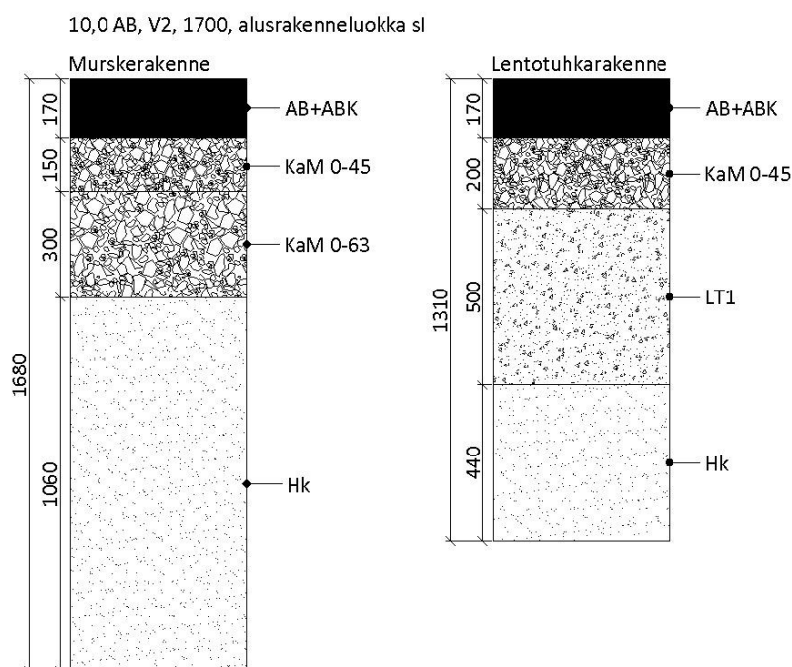 10,0 AB, V2, 1700, alusrakenneluokka sI
Murskerakenne
170
AB+ABK
150
KaM 0-45
300
KaM 0-63
1680
1060
Hk
Lentotuhkarakenne
170
AB+ABK
200
KaM 0-45
1310
500
LT1
440
Hk